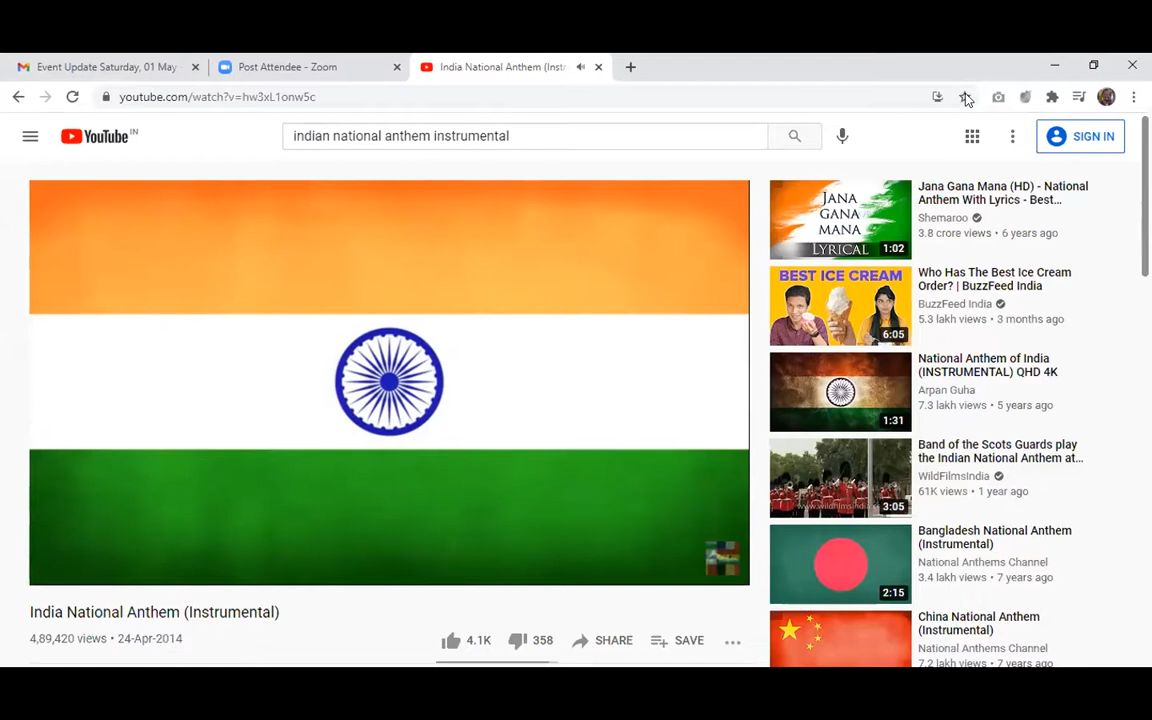 Event Update Saturday, 01 May
Post Attendee - Zoom
India National Anthem (Inst
youtube.com/watch?v=hw3xL1onw5c
YouTube IN
indian national anthem instrumental
SIGN IN
JANA
GANA
MANA
LYRICAL
1:02
Jana Gana Mana (HD) - National
Anthem With Lyrics - Best...
Shemaroo
3.8 crore views • 6 years ago
BEST ICE CREAM
6:05
Who Has The Best Ice Cream
Order? | BuzzFeed India
BuzzFeed India
5.3 lakh views • 3 months ago
1:31
National Anthem of India
(INSTRUMENTAL) QHD 4K
Arpan Guha
7.3 lakh views • 5 years ago
3:05
Band of the Scots Guards play
the Indian National Anthem at...
WildFilmsIndia
61K views • 1 year ago
2:15
Bangladesh National Anthem
(Instrumental)
National Anthems Channel
3.4 lakh views • 7 years ago
China National Anthem
(Instrumental)
National Anthems Channel
7.2 lakh views • 7 years ago
India National Anthem (Instrumental)
4,89,420 views • 24-Apr-2014
4.1K
358
SHARE
SAVE